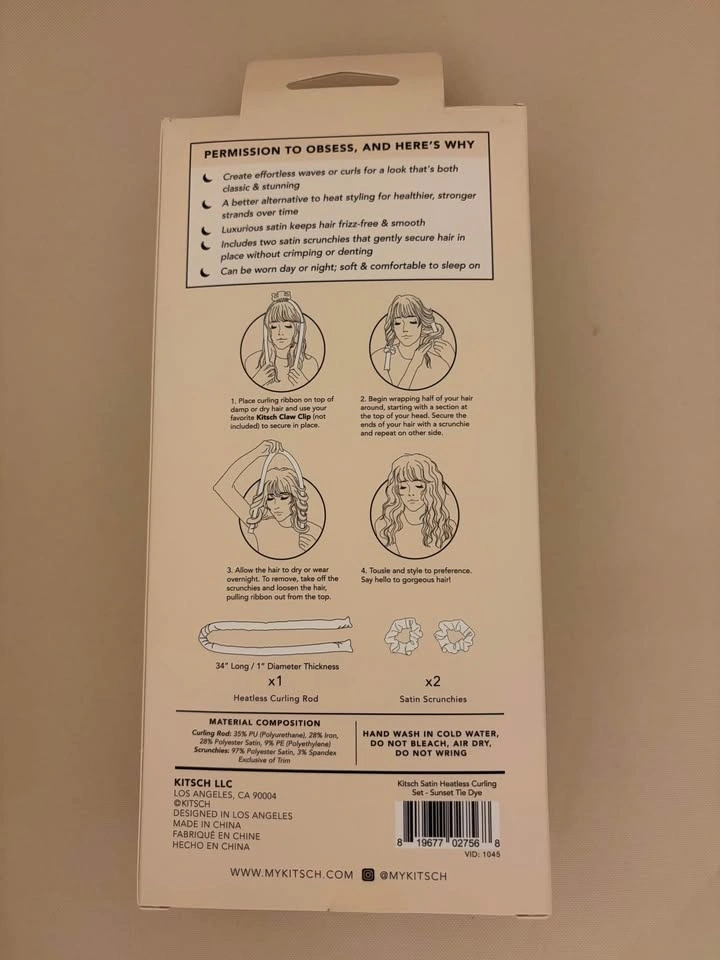 PERMISSION TO OBSESS, AND HERE'S WHY
Create effortless waves or curls for a look that's both
classic & stunning
A better alternative to heat styling for healthier, stronger
strands over time
Luxurious satin keeps hair frizz-free & smooth
Includes two satin scrunchies that gently secure hair in
place without crimping or denting
Can be worn day or night; soft & comfortable to sleep on
1. Place curling ribbon on top of
damp or dry hair and use your
favorite Kitsch Claw Clip (not
included) to secure in place.
2. Begin wrapping half of your hair
around, starting with a section at
the top of your head. Secure the
ends of your hair with a scrunchie
and repeat on other side.
3. Allow the hair to dry or wear
overnight. To remove, take off the
scrunchies and loosen the hair,
pulling ribbon out from the top.
4. Tousle and style to preference.
Say hello to gorgeous hair!
34" Long / 1" Diameter Thickness
x1
Heatless Curling Rod
x2
Satin Scrunchies
MATERIAL COMPOSITION
Curling Rod: 35% PU (Polyurethane), 28% Iron,
28% Polyester Satin, 9% PE (Polyethylene)
Scrunchies: 97% Polyester Satin, 3% Spandex
Exclusive of Trim
HAND WASH IN COLD WATER,
DO NOT BLEACH, AIR DRY,
DO NOT WRING
KITSCH LLC
LOS ANGELES, CA 90004
©KITSCH
DESIGNED IN LOS ANGELES
MADE IN CHINA
FABRIQUÉ EN CHINE
HECHO EN CHINA
Kitsch Satin Heatless Curling
Set - Sunset Tie Dye
8 19677 02756 8
VID: 1045
WWW.MYKITSCH.COM @MYKITSCH